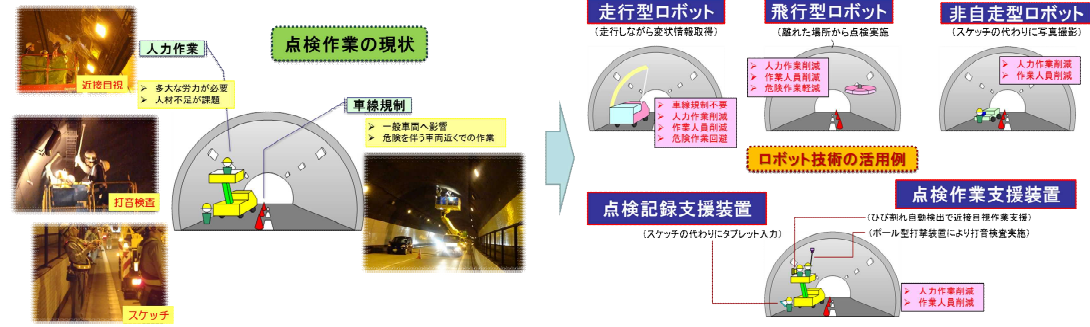 点検作業の現状
近接目視
打音検査
スケッチ
人力作業
➢ 多大な労力が必要
➢ 人材不足が課題
車線規制
➢ 一般車両へ影響
➢ 危険を伴う車両近くでの作業
走行型ロボット
(走行しながら変状情報取得)
➢ 車線規制不要
➢ 人力作業削減
➢ 作業人員削減
➢ 危険作業回避
飛行型ロボット
(離れた場所から点検実施)
➢ 人力作業削減
➢ 作業人員削減
➢ 危険作業軽減
非自走型ロボット
(スケッチの代わりに写真撮影)
➢ 人力作業削減
➢ 作業人員削減
ロボット技術の活用例
点検記録支援装置
(スケッチの代わりにタブレット入力)
点検作業支援装置
(ひび割れ自動検出で近接目視作業支援)
(ポール型打撃装置により打音検査実施)
➢ 人力作業削減
➢ 作業人員削減